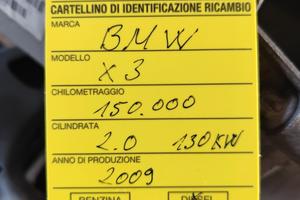 CARTELLINO DI IDENTIFICAZIONE RICAMBIO
MARCA
BMW
MODELLO
X3
CHILOMETRAGGIO
150.000
CILINDRATA
2.0 130KW
ANNO DI PRODUZIONE
2009
BENZINA DIESEL